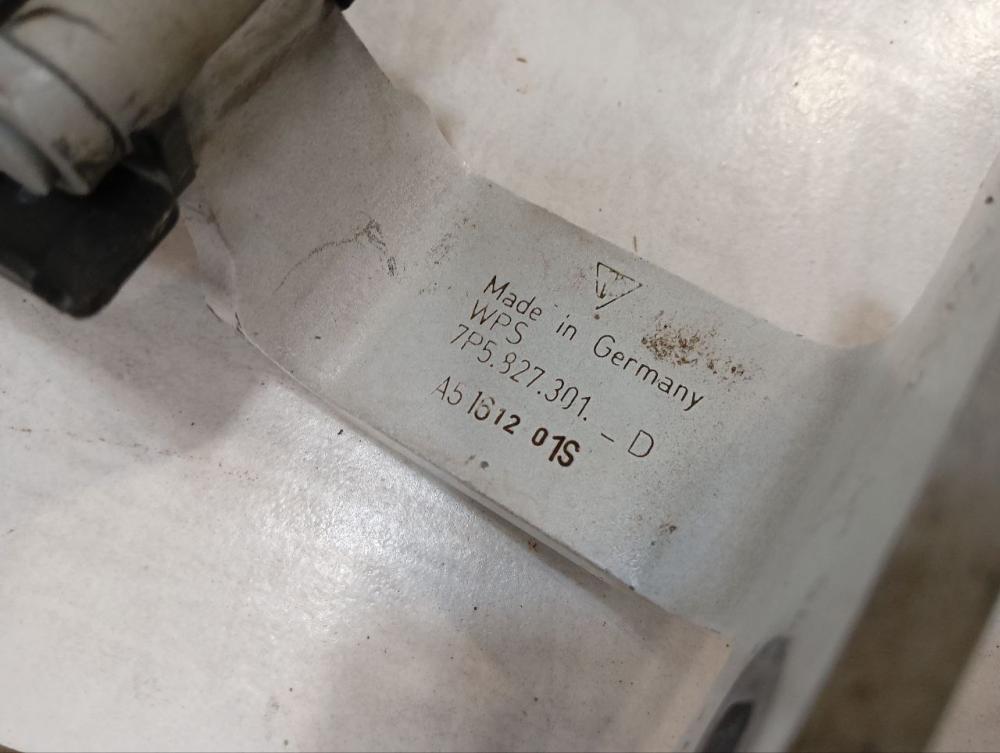 Made in Germany
WPS
7P5.827.301. - D
A5 1612 01S